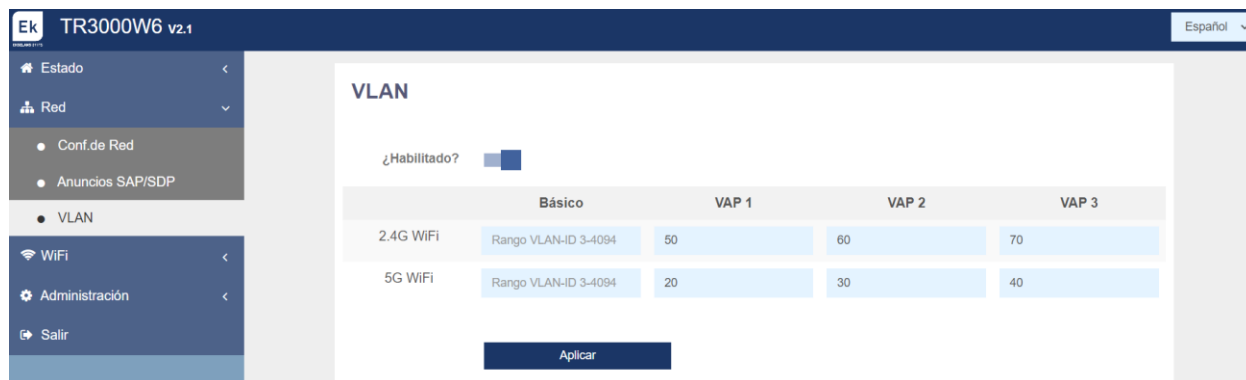 Ek TR3000W6 V2.1
Español
Estado
Red
Conf.de Red
Anuncios SAP/SDP
VLAN
WiFi
Administración
Salir
VLAN
¿Habilitado?
Básico VAP 1 VAP 2 VAP 3
2.4G WiFi Rango VLAN-ID 3-4094 50 60 70
5G WiFi Rango VLAN-ID 3-4094 20 30 40
Aplicar